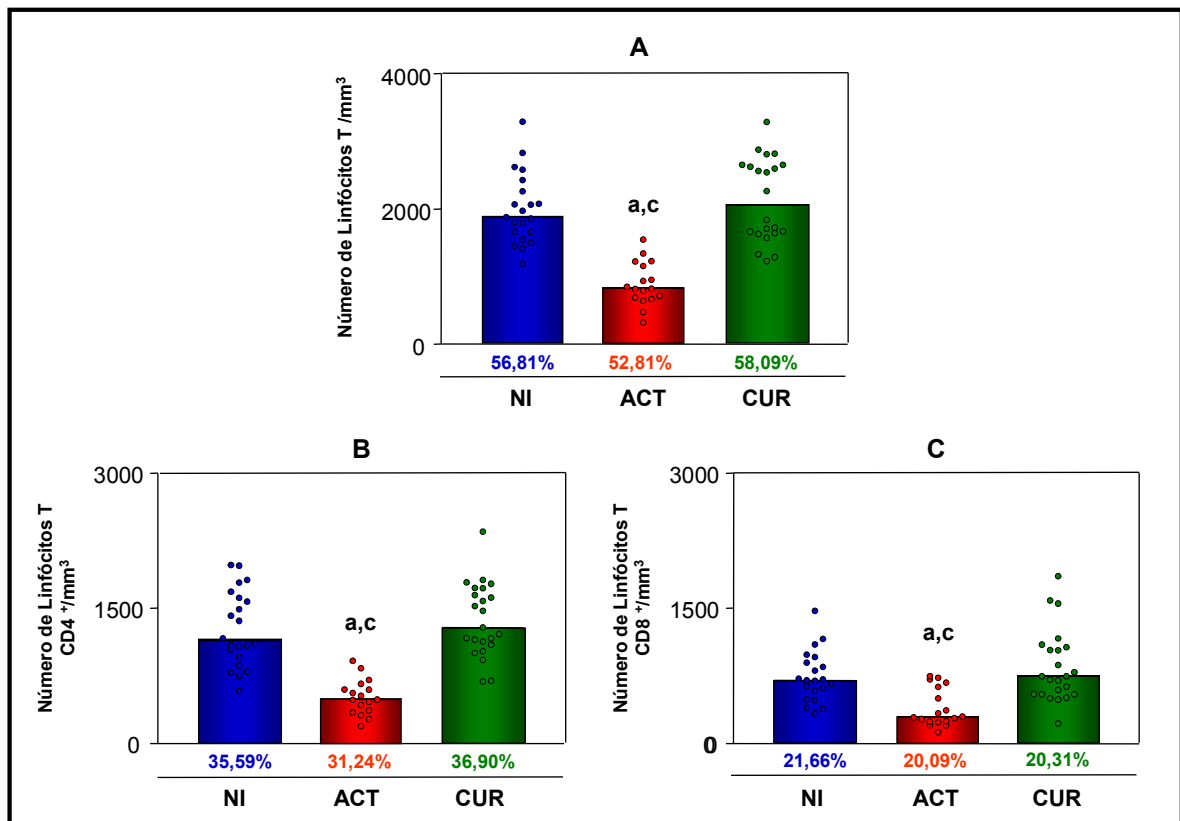 A
Número de Linfócitos T /mm³
4000
2000
0
a,c
56,81% 52,81% 58,09%
NI ACT CUR
B
Número de Linfócitos T
CD4 ⁺/mm³
3000
1500
0
a,c
35,59% 31,24% 36,90%
NI ACT CUR
C
Número de Linfócitos T
CD8 ⁺/mm³
3000
1500
0
a,c
21,66% 20,09% 20,31%
NI ACT CUR